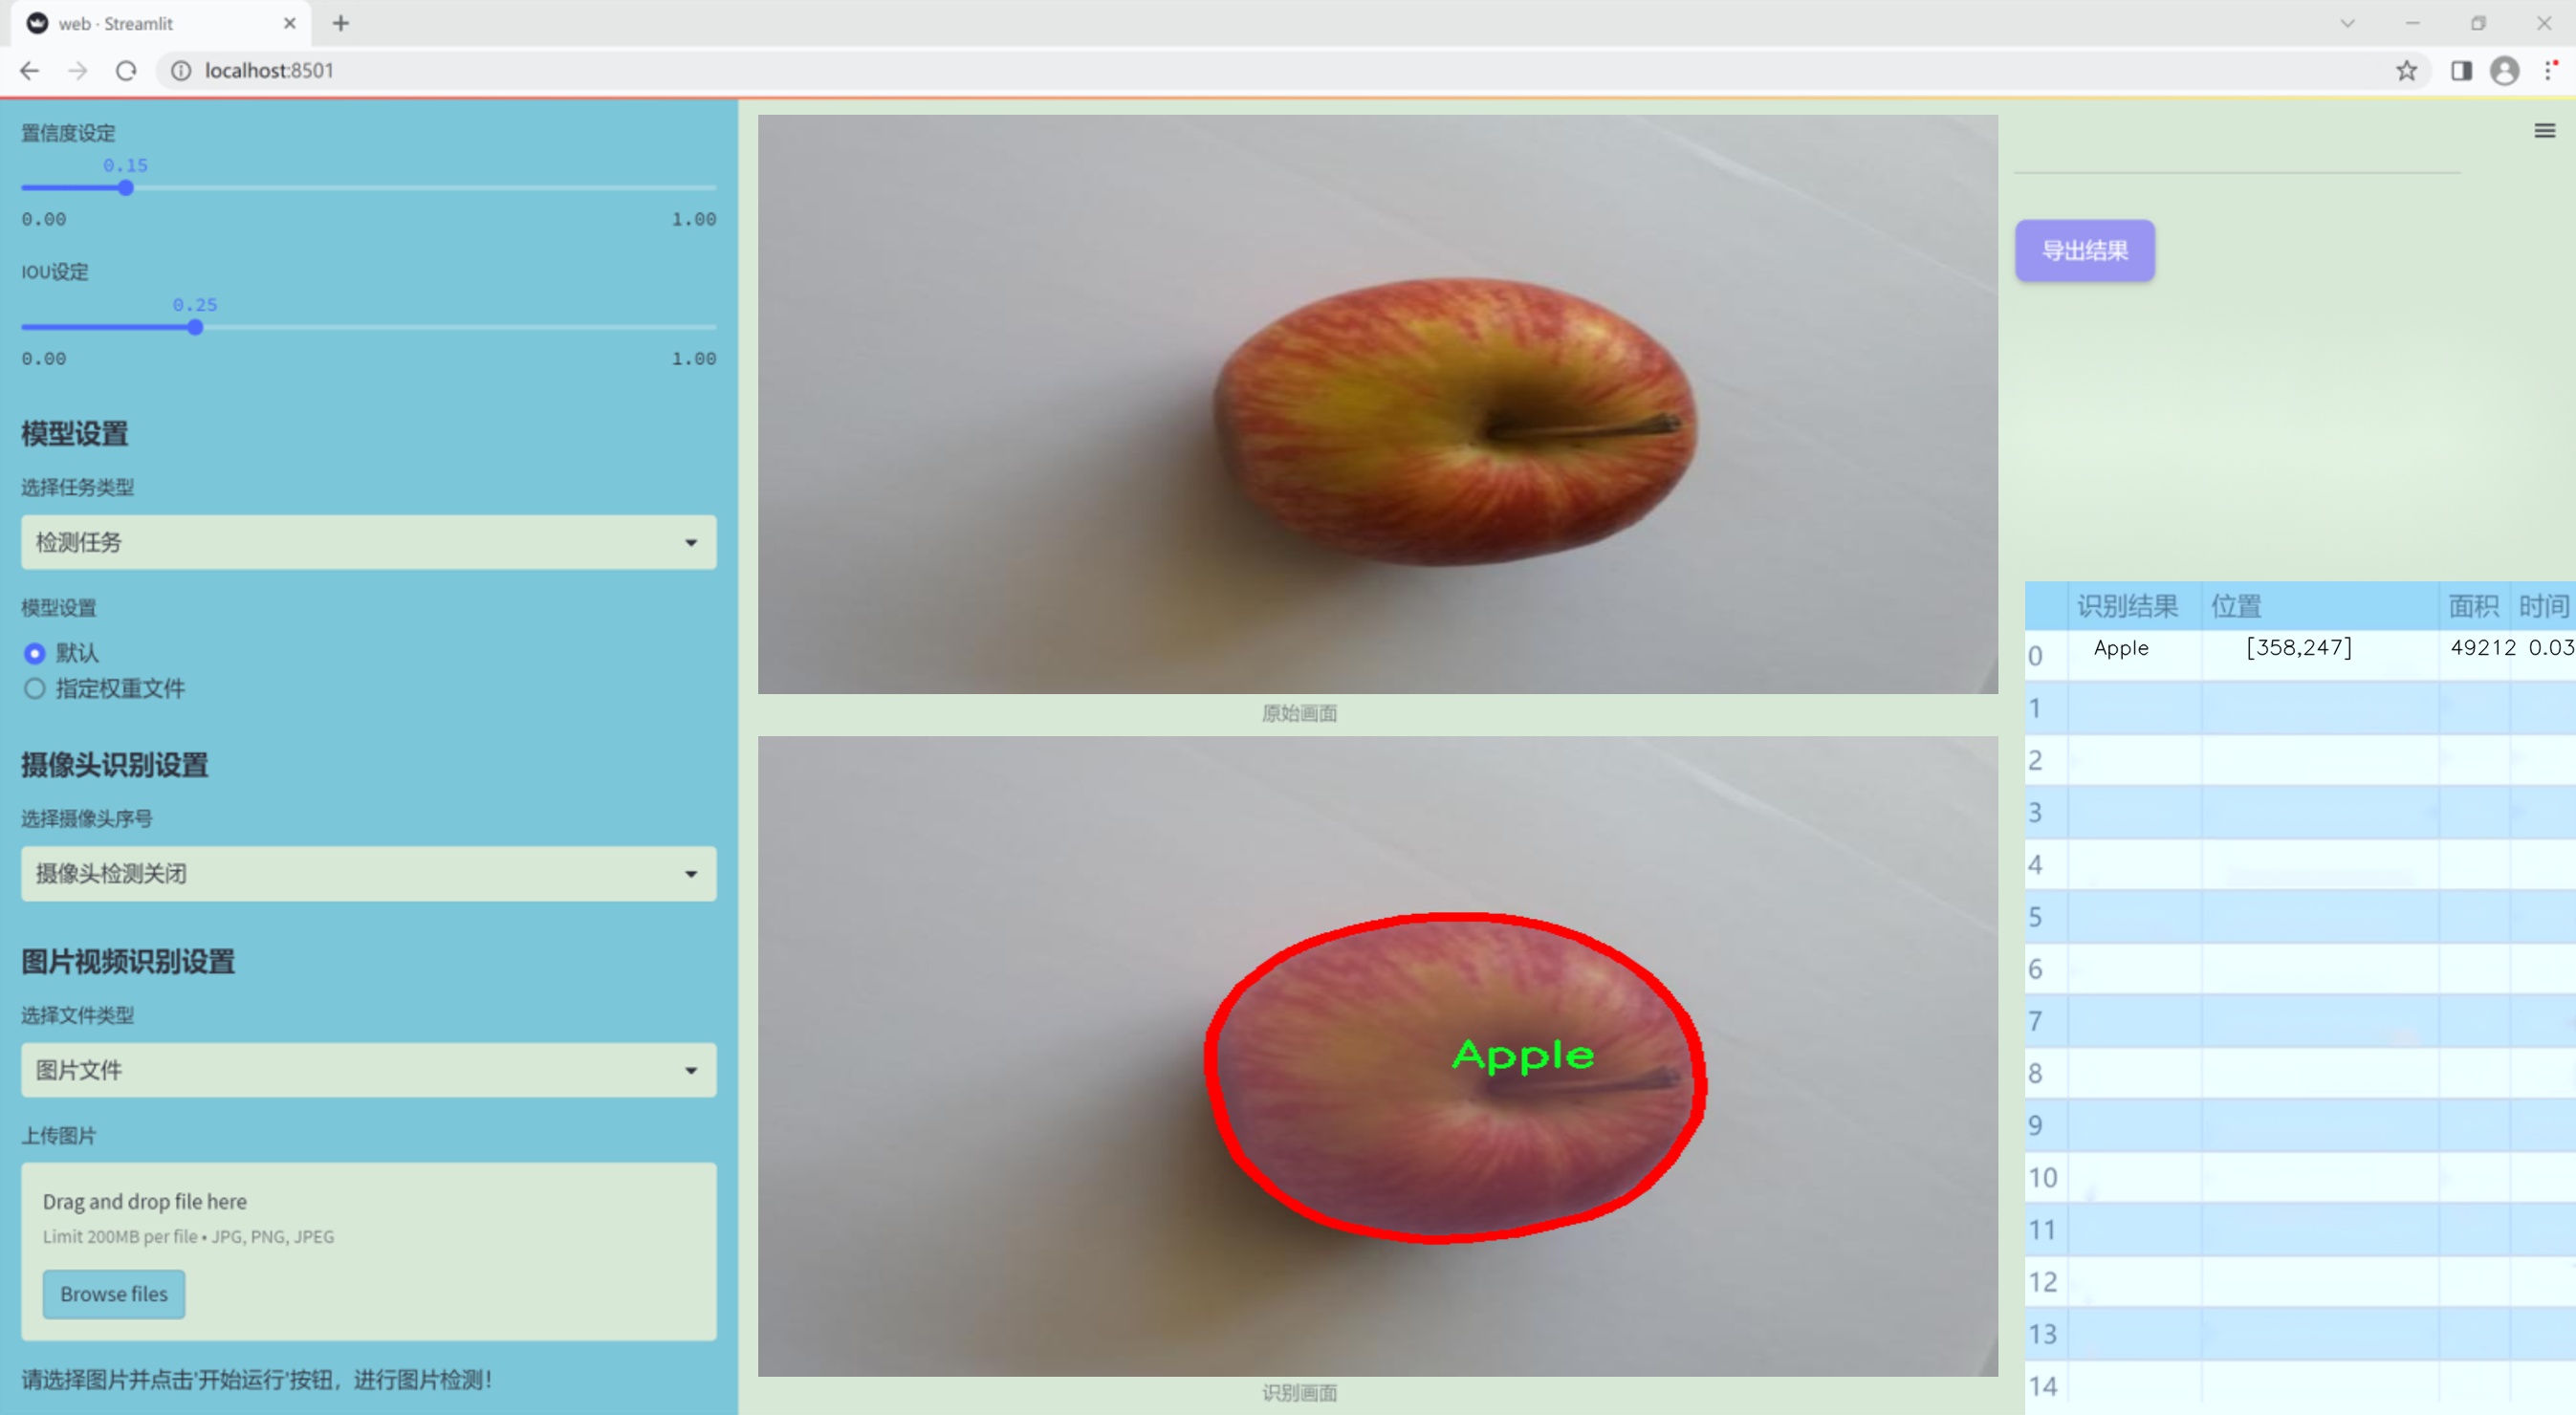 web · Streamlit
localhost:8501
置信度设定
0.15
0.00 1.00
IOU设定
0.25
0.00 1.00
模型设置
选择任务类型
检测任务
模型设置
默认
指定权重文件
摄像头识别设置
选择摄像头序号
摄像头检测关闭
图片视频识别设置
选择文件类型
图片文件
上传图片
Drag and drop file here
Limit 200MB per file • JPG, PNG, JPEG
Browse files
请选择图片并点击'开始运行'按钮，进行图片检测!
原始画面
Apple
识别画面
导出结果
识别结果 位置 面积 时间
0 Apple [358,247] 49212 0.03
1
2
3
4
5
6
7
8
9
10
11
12
13
14